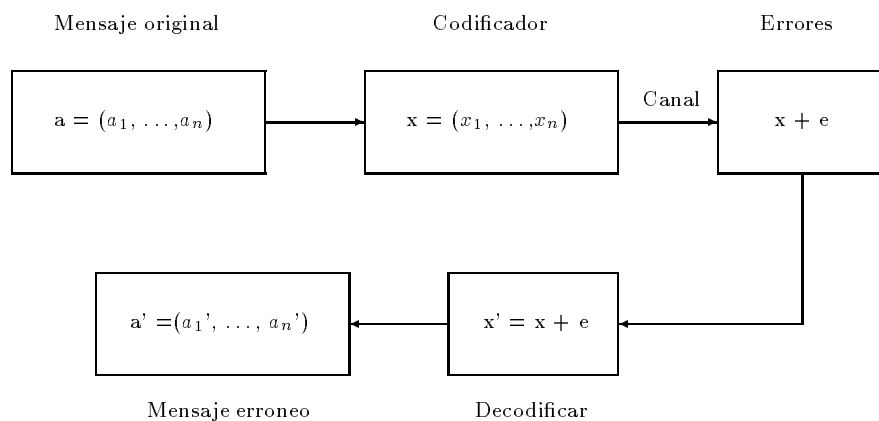 Mensaje original
Codificador
Errores
a = (a1, ...,an)
x = (x1, ...,xn)
Canal
x + e
a' =(a1', ..., an')
x' = x + e
Mensaje erroneo
Decodificar